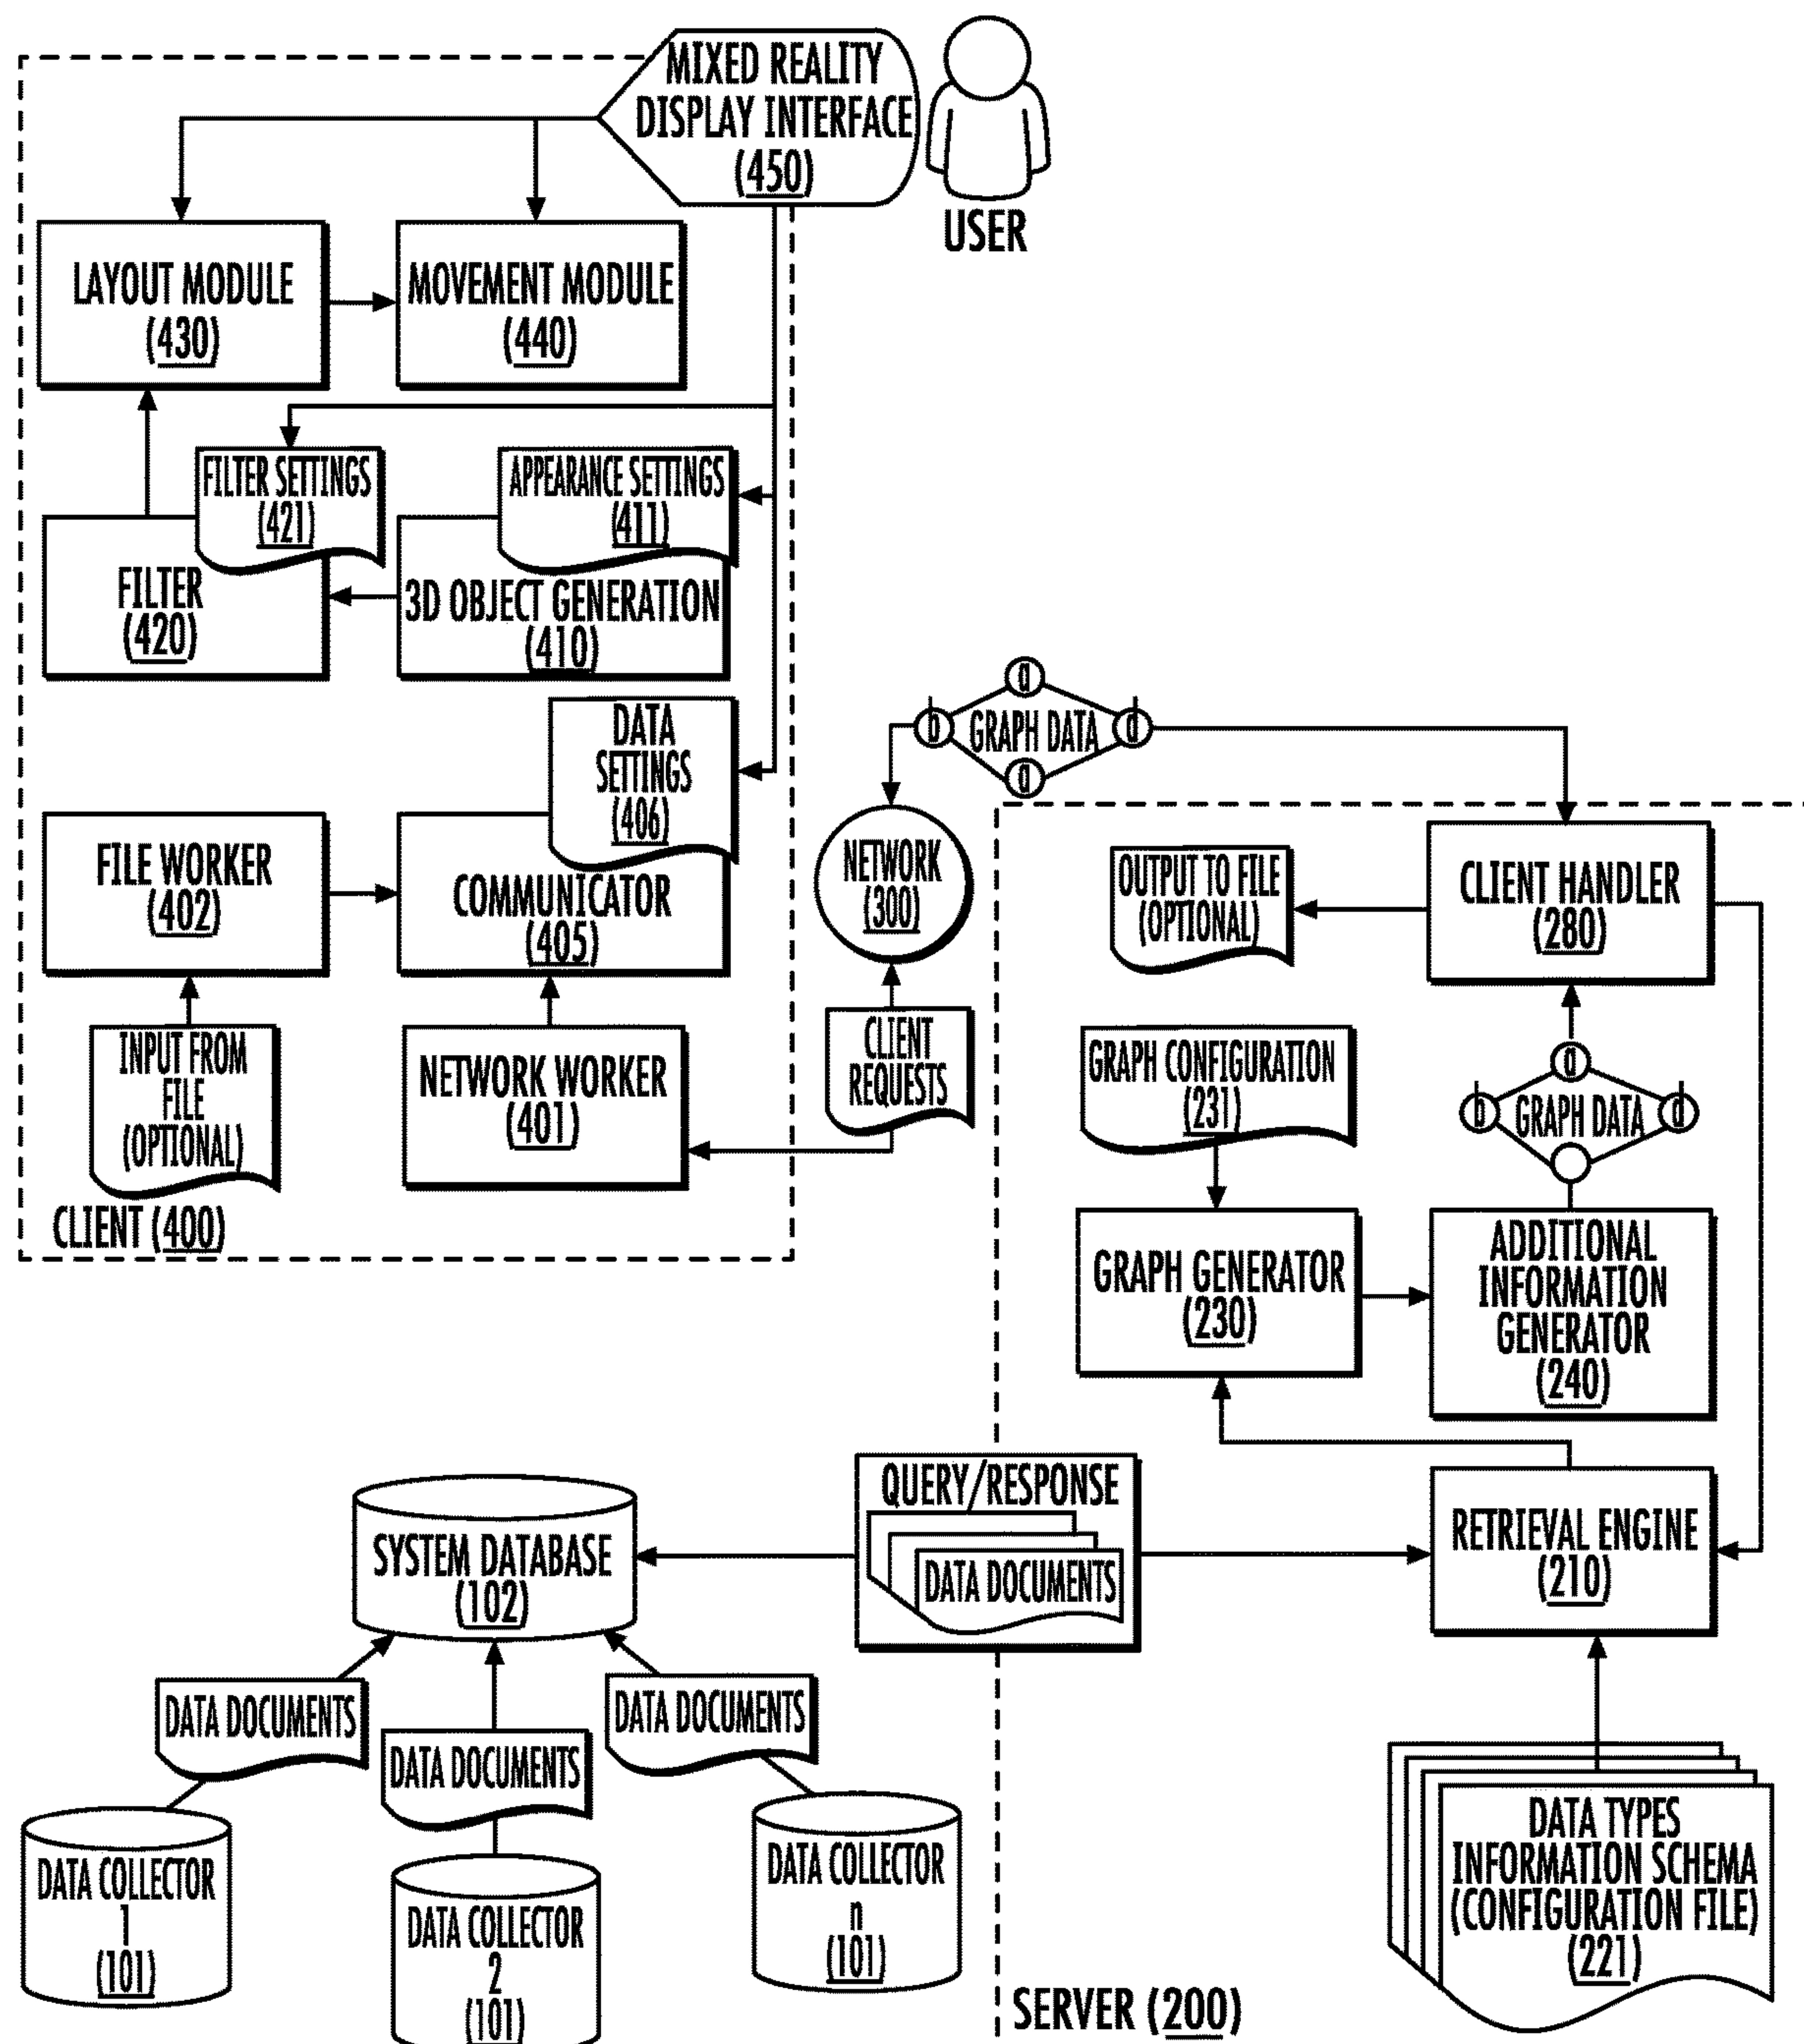 MIXED REALITY
DISPLAY INTERFACE
(450)
USER
LAYOUT MODULE
(430)
MOVEMENT MODULE
(440)
FILTER SETTINGS
(421)
APPEARANCE SETTINGS
(411)
FILTER
(420)
3D OBJECT GENERATION
(410)
DATA
SETTINGS
(406)
FILE WORKER
(402)
COMMUNICATOR
(405)
INPUT FROM
FILE
(OPTIONAL)
NETWORK WORKER
(401)
CLIENT (400)
a
b
GRAPH DATA
d
a
NETWORK
(300)
CLIENT
REQUESTS
OUTPUT TO FILE
(OPTIONAL)
CLIENT HANDLER
(280)
GRAPH CONFIGURATION
(231)
a
b
GRAPH DATA
d
GRAPH GENERATOR
(230)
ADDITIONAL
INFORMATION
GENERATOR
(240)
QUERY/RESPONSE
DATA DOCUMENTS
RETRIEVAL ENGINE
(210)
SYSTEM DATABASE
(102)
DATA DOCUMENTS
DATA DOCUMENTS
DATA DOCUMENTS
DATA COLLECTOR
1
(101)
DATA COLLECTOR
2
(101)
DATA COLLECTOR
n
(101)
DATA TYPES
INFORMATION SCHEMA
(CONFIGURATION FILE)
(221)
SERVER (200)